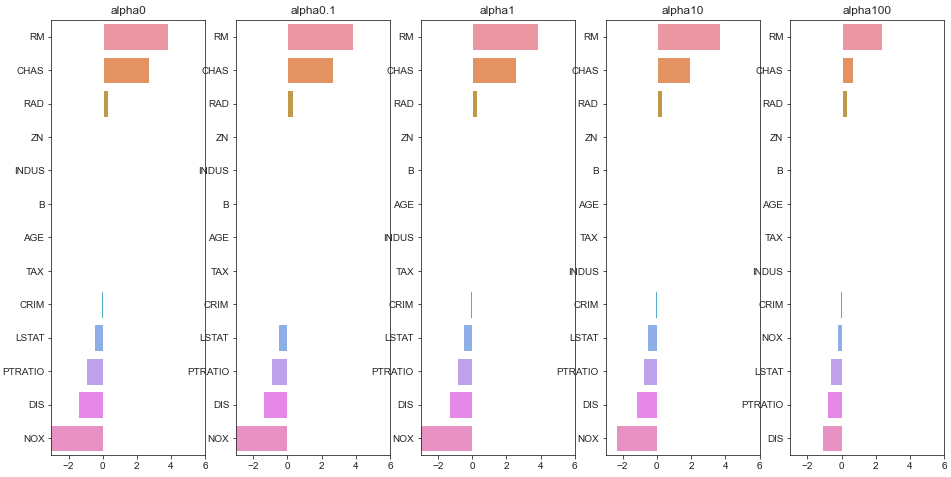 alpha0
RM
CHAS
RAD
ZN
INDUS
B
AGE
TAX
CRIM
LSTAT
PTRATIO
DIS
NOX
−2 0 2 4 6
alpha0.1
RM
CHAS
RAD
ZN
INDUS
B
AGE
TAX
CRIM
LSTAT
PTRATIO
DIS
NOX
−2 0 2 4 6
alpha1
RM
CHAS
RAD
ZN
B
AGE
INDUS
TAX
CRIM
LSTAT
PTRATIO
DIS
NOX
−2 0 2 4 6
alpha10
RM
CHAS
RAD
ZN
B
AGE
TAX
INDUS
CRIM
LSTAT
PTRATIO
DIS
NOX
−2 0 2 4 6
alpha100
RM
CHAS
RAD
ZN
B
AGE
TAX
INDUS
CRIM
NOX
LSTAT
PTRATIO
DIS
−2 0 2 4 6